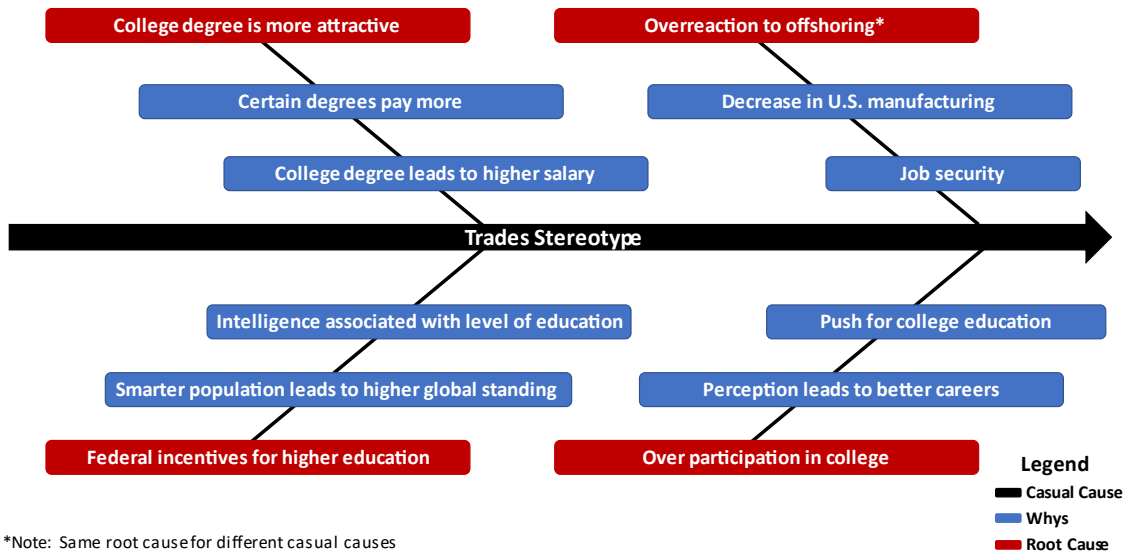 College degree is more attractive
Overreaction to offshoring*
Certain degrees pay more
Decrease in U.S. manufacturing
College degree leads to higher salary
Job security
Trades Stereotype
Intelligence associated with level of education
Push for college education
Smarter population leads to higher global standing
Perception leads to better careers
Federal incentives for higher education
Over participation in college
Legend
Casual Cause
Whys
Root Cause
*Note: Same root cause for different casual causes